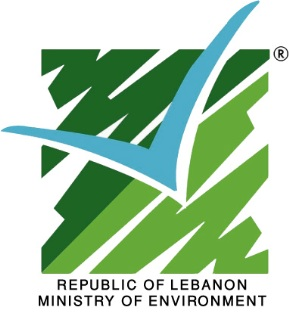 ®
REPUBLIC OF LEBANON
MINISTRY OF ENVIRONMENT